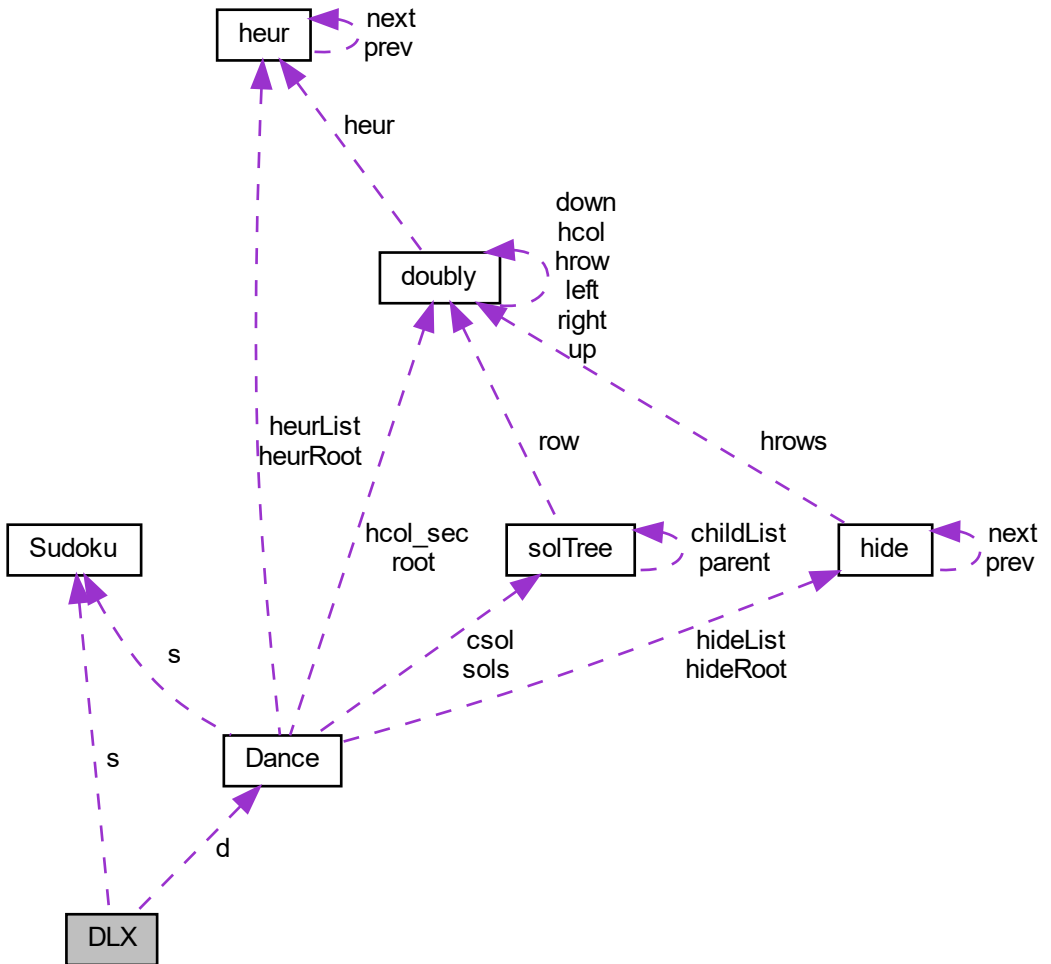 heur
next
prev
heur
down
hcol
hrow
left
right
up
doubly
heurList
heurRoot
row
hrows
hcol_sec
root
Sudoku
solTree
childList
parent
hide
next
prev
s
csol
sols
hideList
hideRoot
Dance
s
d
DLX